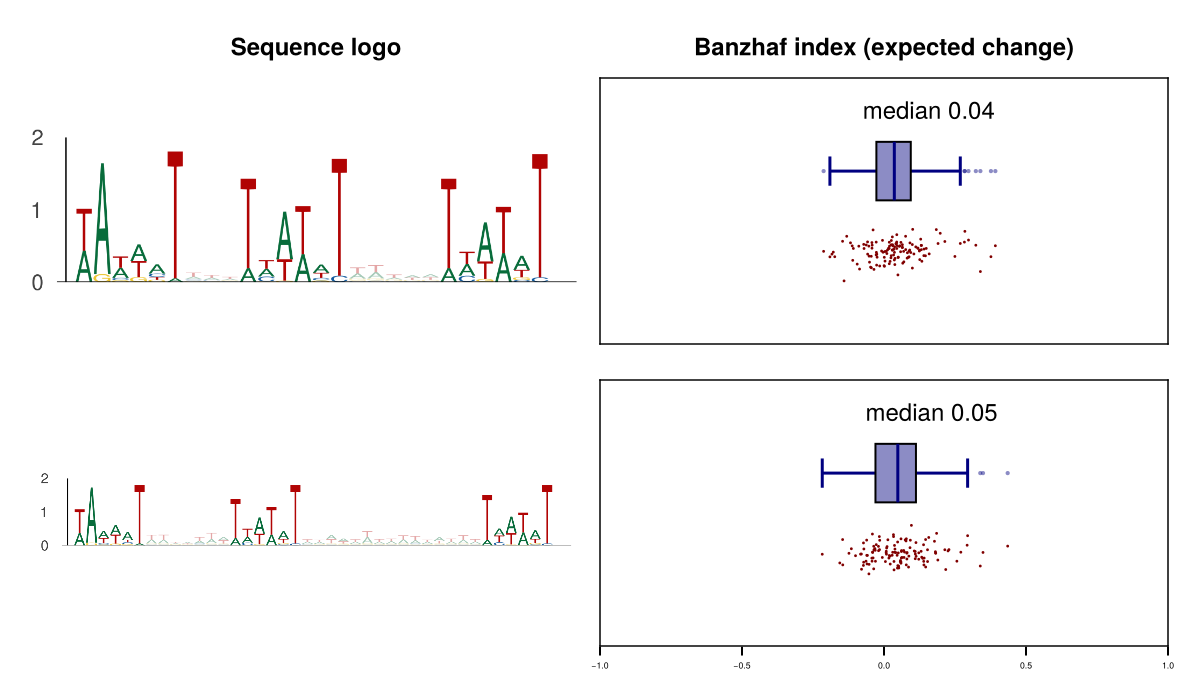 Sequence logo
Banzhaf index (expected change)
median 0.04
2
1
0
median 0.05
2
1
0
−1.0 −0.5 0.0 0.5 1.0